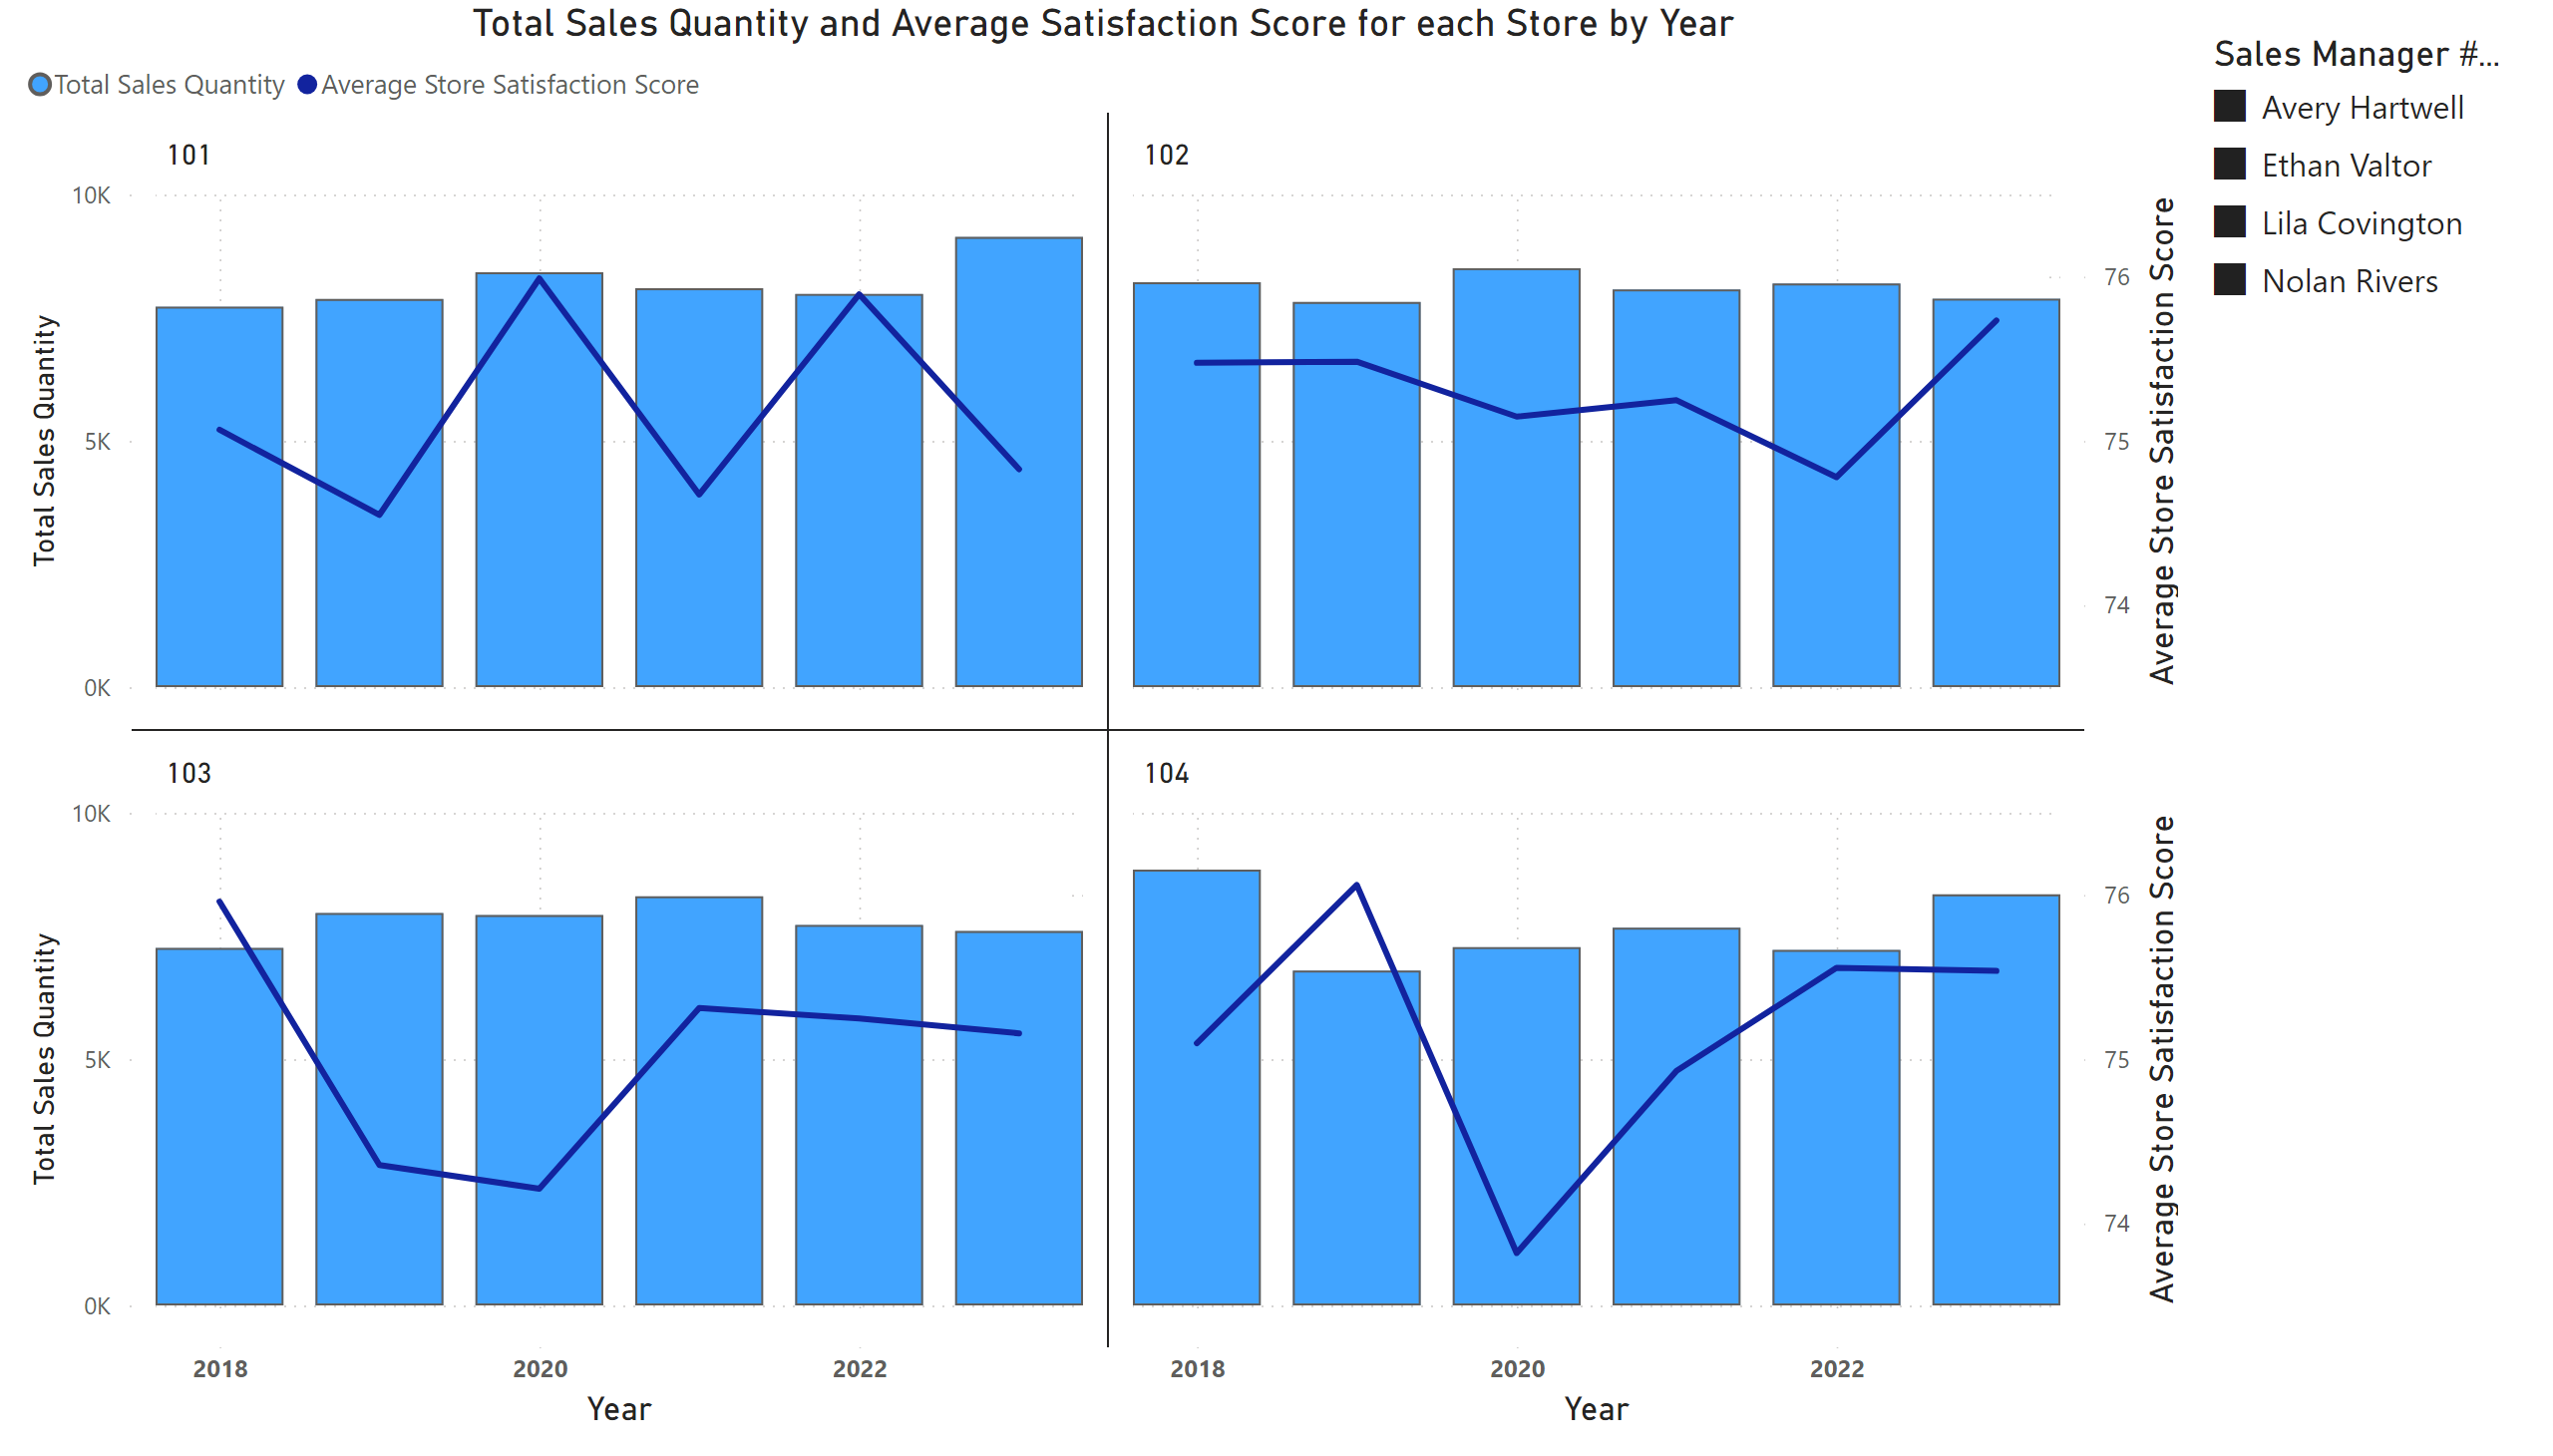 Total Sales Quantity and Average Satisfaction Score for each Store by Year
Total Sales Quantity Average Store Satisfaction Score
Sales Manager #...
Avery Hartwell
Ethan Valtor
Lila Covington
Nolan Rivers
101
10K
5K
0K
Total Sales Quantity
102
76
75
74
Average Store Satisfaction Score
103
10K
5K
0K
Total Sales Quantity
2018 2020 2022
Year
104
76
75
74
Average Store Satisfaction Score
2018 2020 2022
Year